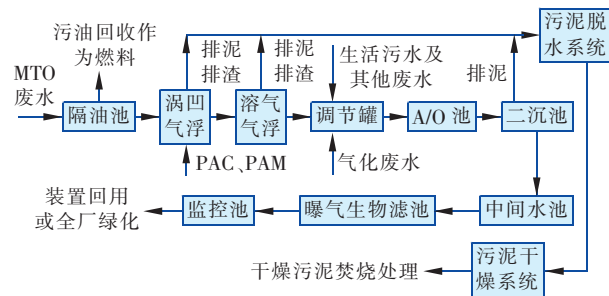 污油回收作
为燃料
排泥
排渣
排泥
排渣
生活污水及
其他废水
排泥
污泥脱
水系统
MTO
废水
隔油池
涡凹
气浮
溶气
气浮
调节罐
A/O 池
二沉池
PAC、PAM
气化废水
装置回用
或全厂绿化
监控池
曝气生物滤池
中间水池
干燥污泥焚烧处理
污泥干
燥系统